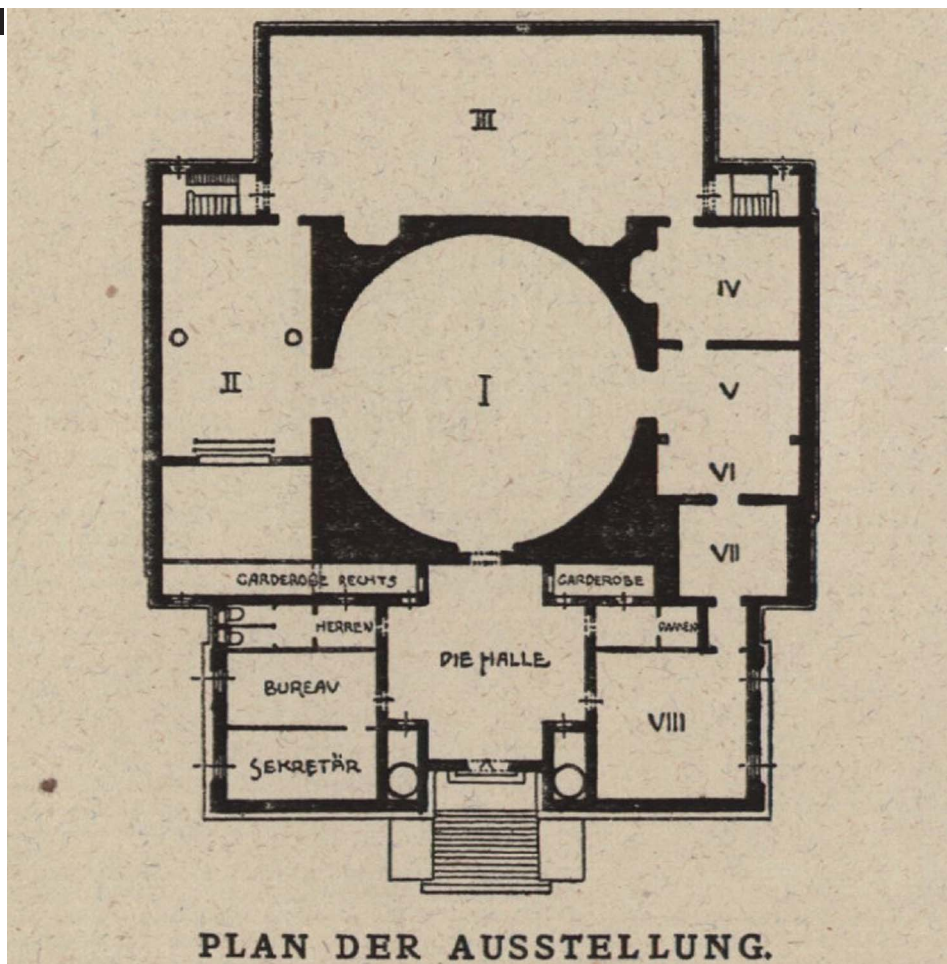 III
IV
II
I
V
VI
VII
GARDEROBE RECHTS
GARDEROBE
HERREN
DAMEN
DIE HALLE
BUREAU
VIII
SEKRETÄR
PLAN DER AUSSTELLUNG.